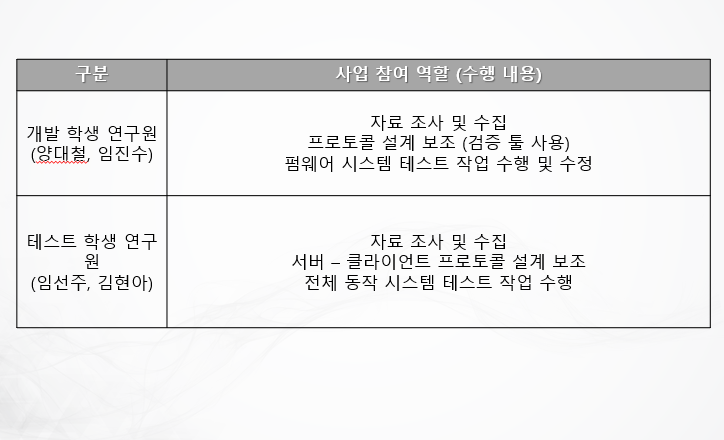 구분
사업 참여 역할 (수행 내용)
개발 학생 연구원
(양대철, 임진수)
자료 조사 및 수집
프로토콜 설계 보조 (검증 툴 사용)
펌웨어 시스템 테스트 작업 수행 및 수정
테스트 학생 연구
원
(임선주, 김현아)
자료 조사 및 수집
서버 – 클라이언트 프로토콜 설계 보조
전체 동작 시스템 테스트 작업 수행